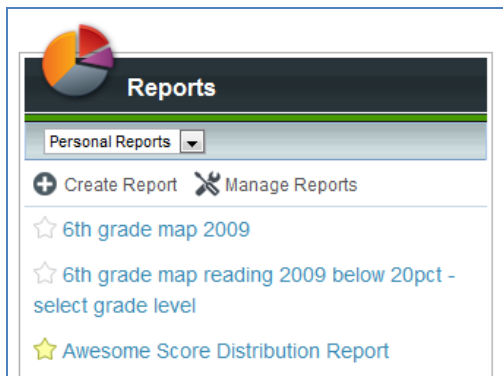 Reports
Personal Reports
Create Report Manage Reports
6th grade map 2009
6th grade map reading 2009 below 20pct -
select grade level
Awesome Score Distribution Report